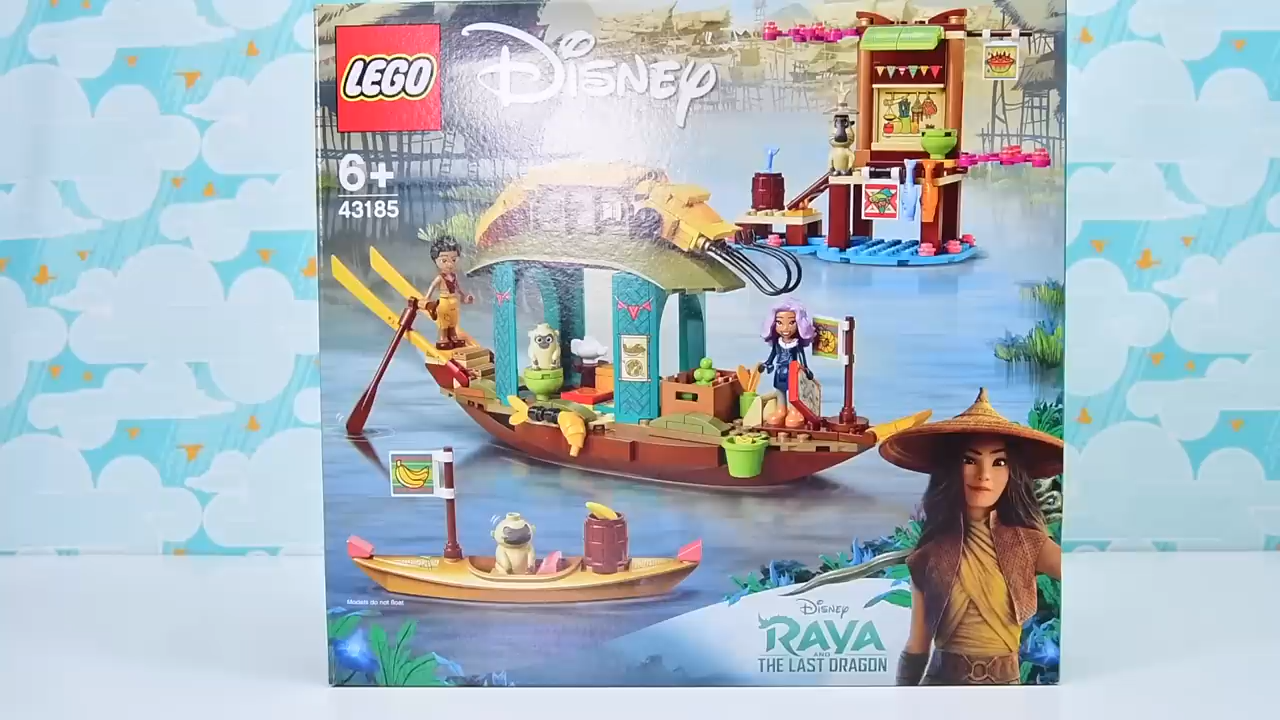 LEGO
DISNEY
6+
43185
Models do not float
DISNEY
RAYA
AND
THE LAST DRAGON